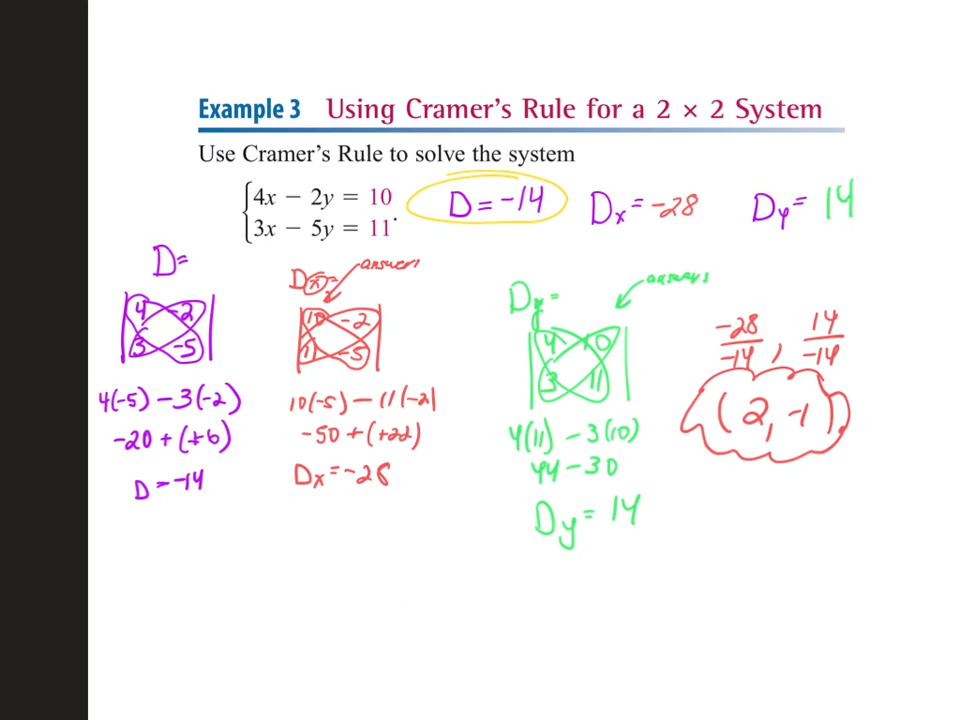 Example 3 Using Cramer's Rule for a 2 × 2 System
Use Cramer's Rule to solve the system
4x − 2y = 10
3x − 5y = 11.
D = -14 Dx = -28 Dy = 14
D=
4 -2
3 -5
4(-5) - 3(-2)
-20 + (+6)
D = -14
Dx = answers
10 -2
11 -5
10(-5) - 11(-2)
-50 + (+22)
Dx = -28
Dy = answers
4 10
3 11
4(11) - 3(10)
44 - 30
Dy = 14
-28/-14 , 14/-14
(2, -1)